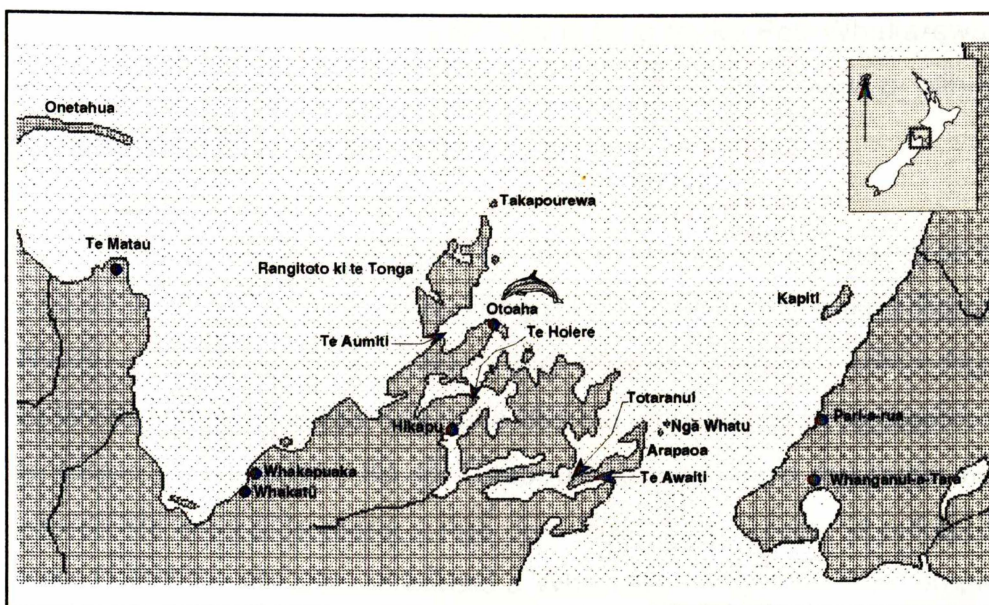 Onetahua
Takapourewa
Te Matau
Rangitoto ki te Tonga
Kapiti
Otoaha
Te Aumiti
Te Hoiere
Totaranui
Hikapu
Pari-a-rua
Ngā Whatu
Arapaoa
Whakapuaka
Te Awaiti
Whanganui-a-Tara
Whakatū